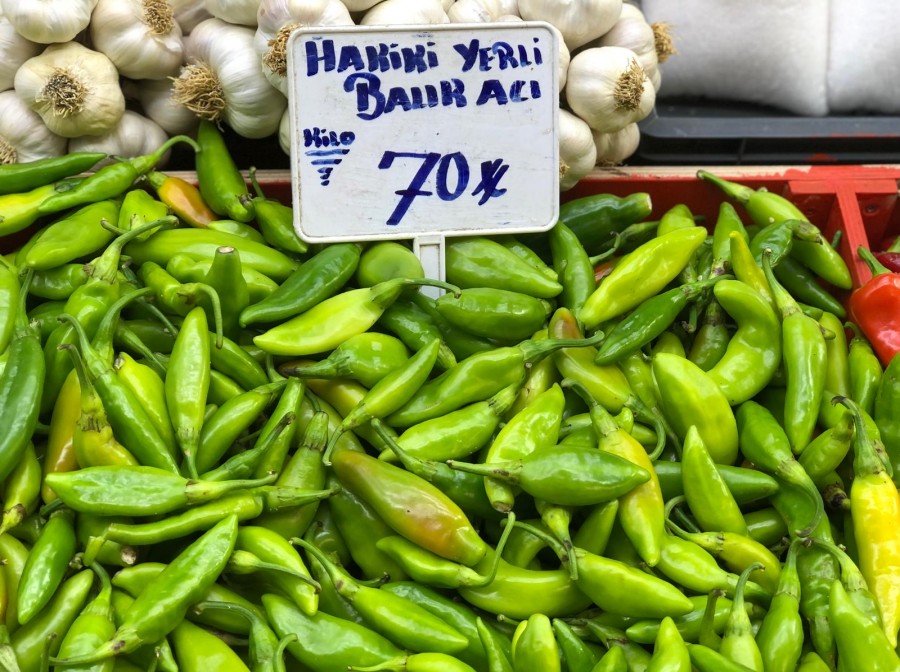 HAKİKİ YERLİ
BALIK ACI
Kilo
70 ₺